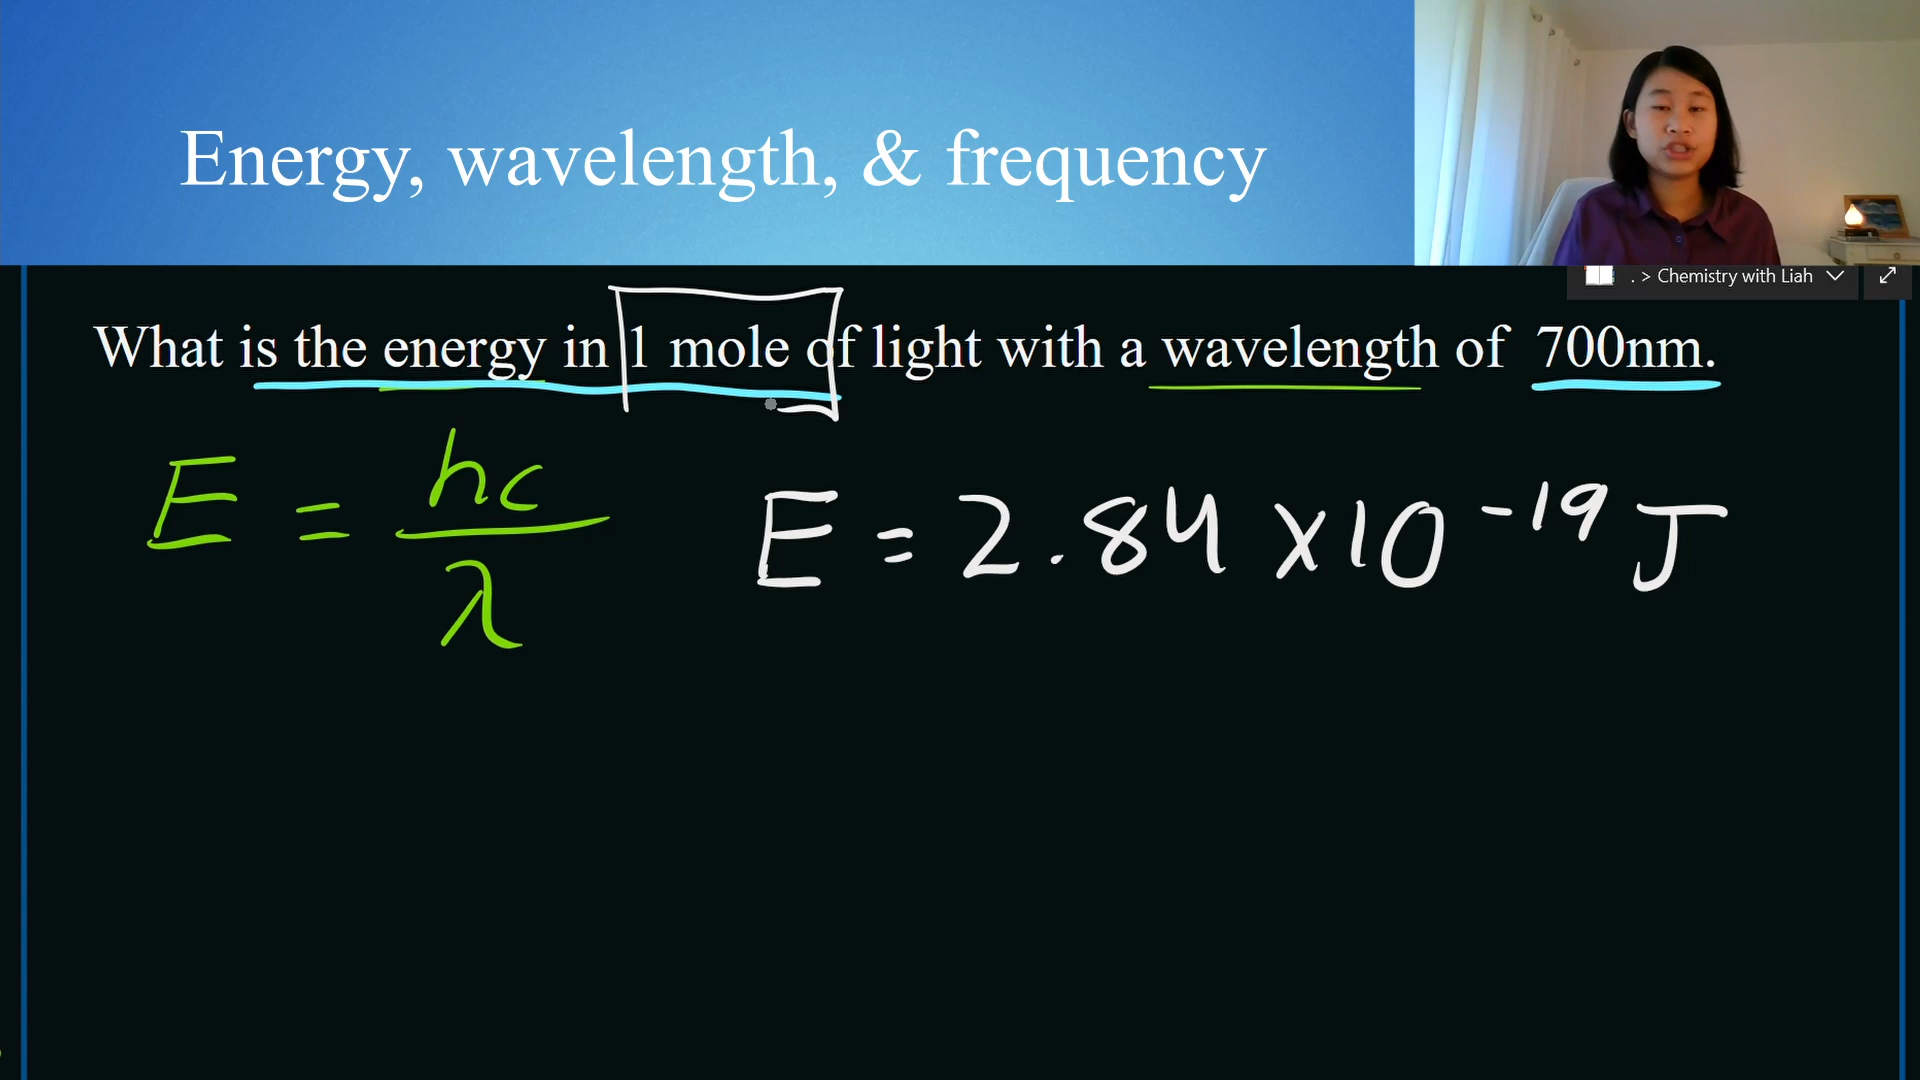 Energy, wavelength, & frequency
. > Chemistry with Liah
What is the energy in 1 mole of light with a wavelength of 700nm.
E = hc / λ
E = 2.84 x10⁻¹⁹ J